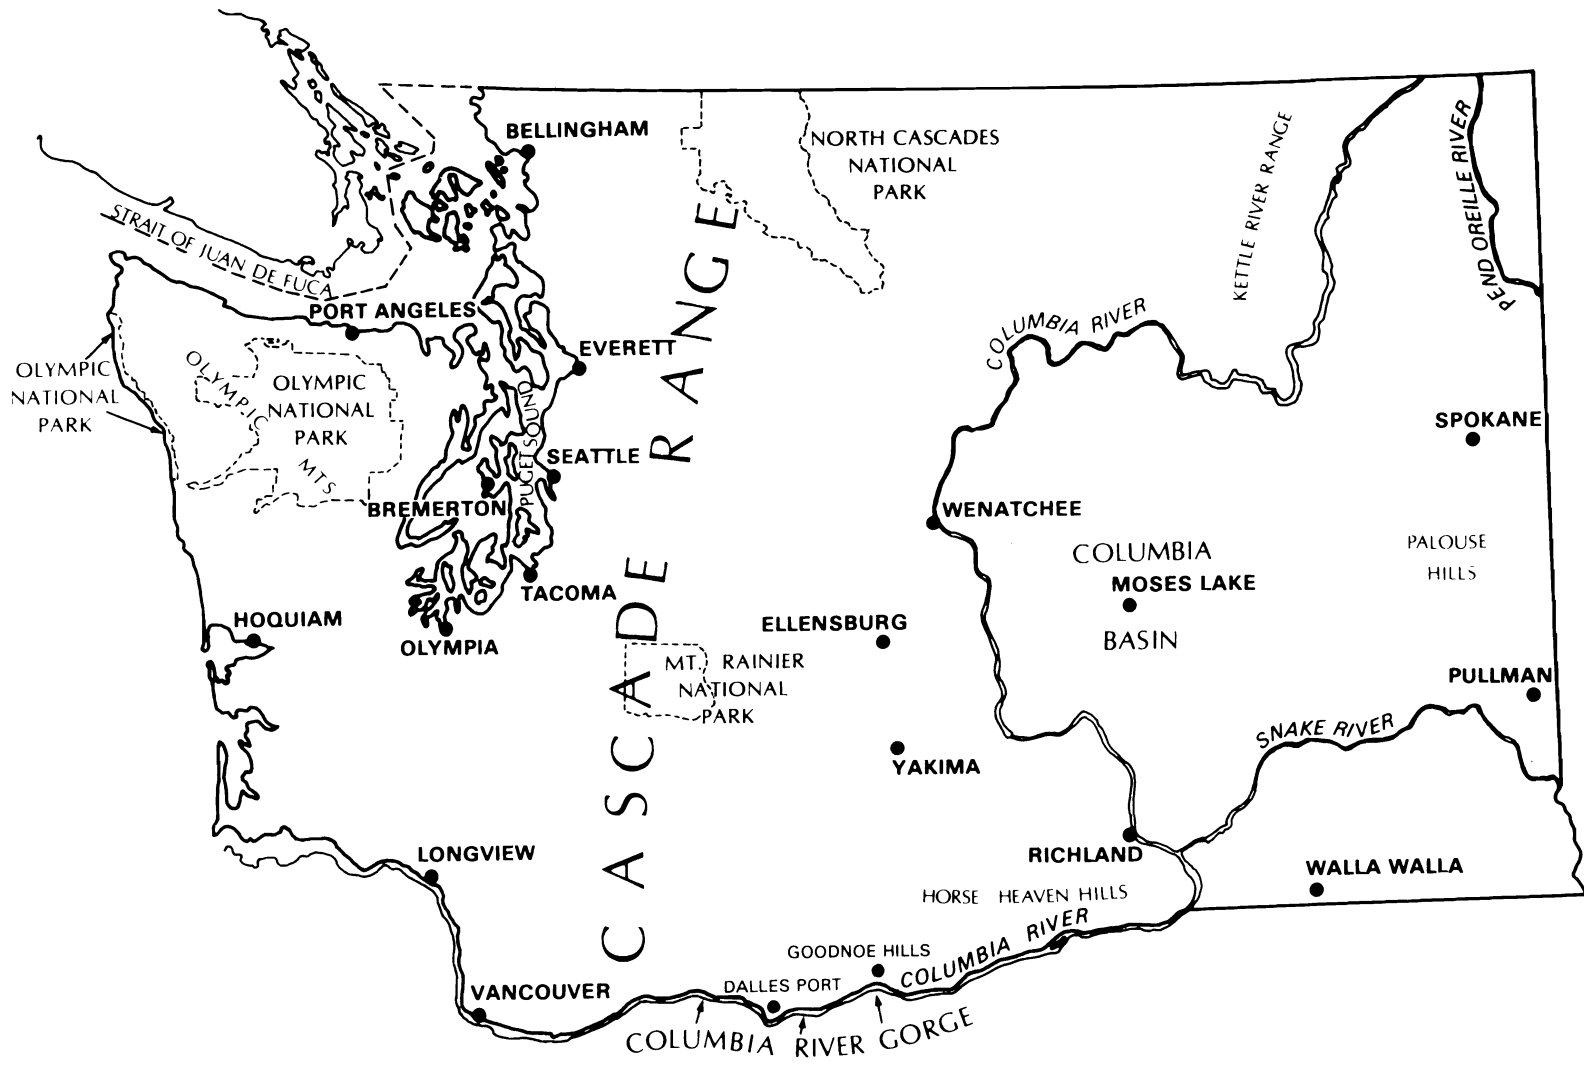 BELLINGHAM
NORTH CASCADES
NATIONAL
PARK
KETTLE RIVER RANGE
PEND OREILLE RIVER
STRAIT OF JUAN DE FUCA
PORT ANGELES
OLYMPIC
NATIONAL
PARK
OLYMPIC
MTS
OLYMPIC
NATIONAL
PARK
EVERETT
PUGET SOUND
SEATTLE
BREMERTON
CASCADE RANGE
COLUMBIA RIVER
SPOKANE
WENATCHEE
COLUMBIA
BASIN
MOSES LAKE
PALOUSE
HILLS
TACOMA
HOQUIAM
OLYMPIA
ELLENSBURG
MT. RAINIER
NATIONAL
PARK
PULLMAN
SNAKE RIVER
YAKIMA
RICHLAND
LONGVIEW
WALLA WALLA
HORSE HEAVEN HILLS
COLUMBIA RIVER
GOODNOE HILLS
DALLES PORT
VANCOUVER
COLUMBIA RIVER GORGE